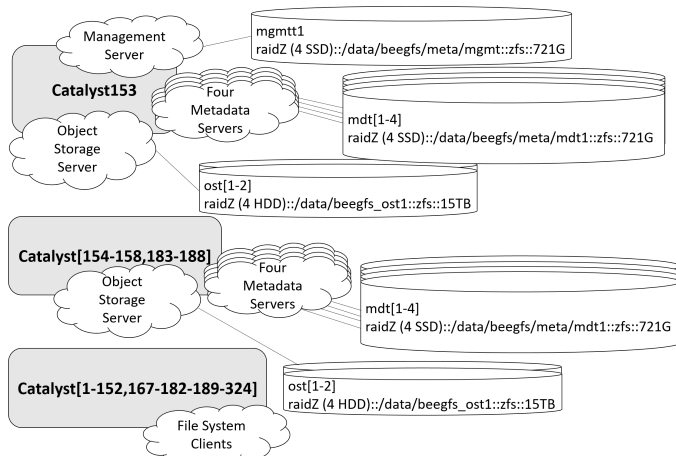 Management
Server
mgmtt1
raidZ (4 SSD)::/data/beegfs/meta/mgmt::zfs::721G
Catalyst153
Four
Metadata
Servers
mdt[1-4]
raidZ (4 SSD)::/data/beegfs/meta/mdt1::zfs::721G
Object
Storage
Server
ost[1-2]
raidZ (4 HDD)::/data/beegfs_ost1::zfs::15TB
Catalyst[154-158,183-188]
Four
Metadata
Servers
Object
Storage
Server
mdt[1-4]
raidZ (4 SSD)::/data/beegfs/meta/mdt1::zfs::721G
Catalyst[1-152,167-182-189-324]
ost[1-2]
raidZ (4 HDD)::/data/beegfs_ost1::zfs::15TB
File System
Clients